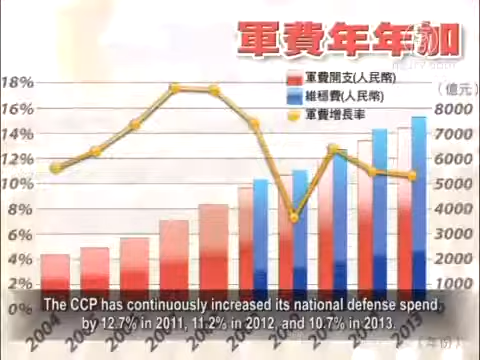 軍費年年加
軍費開支(人民幣)
維穩費(人民幣)
軍費增長率
(億元)
18%
16%
14%
12%
10%
8%
6%
4%
2%
0%
8000
7000
6000
5000
4000
3000
2000
1000
0
2004
The CCP has continuously increased its national defense spend,
by 12.7% in 2011, 11.2% in 2012, and 10.7% in 2013.
(年份)